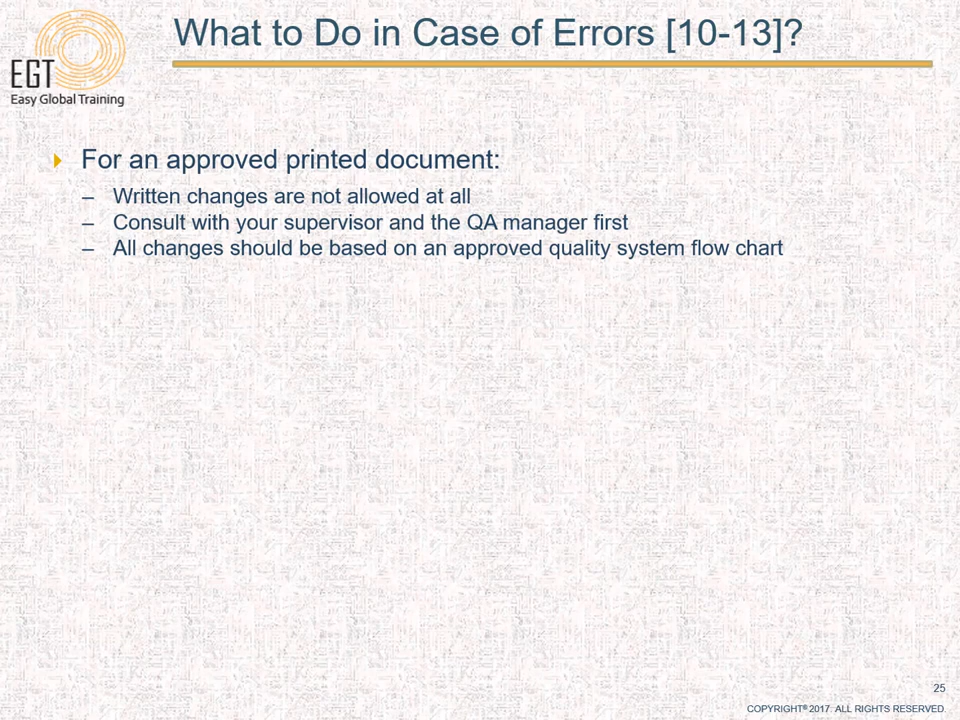 What to Do in Case of Errors [10-13]?
EGT
Easy Global Training
For an approved printed document:
– Written changes are not allowed at all
– Consult with your supervisor and the QA manager first
– All changes should be based on an approved quality system flow chart
25
COPYRIGHT® 2017. ALL RIGHTS RESERVED.